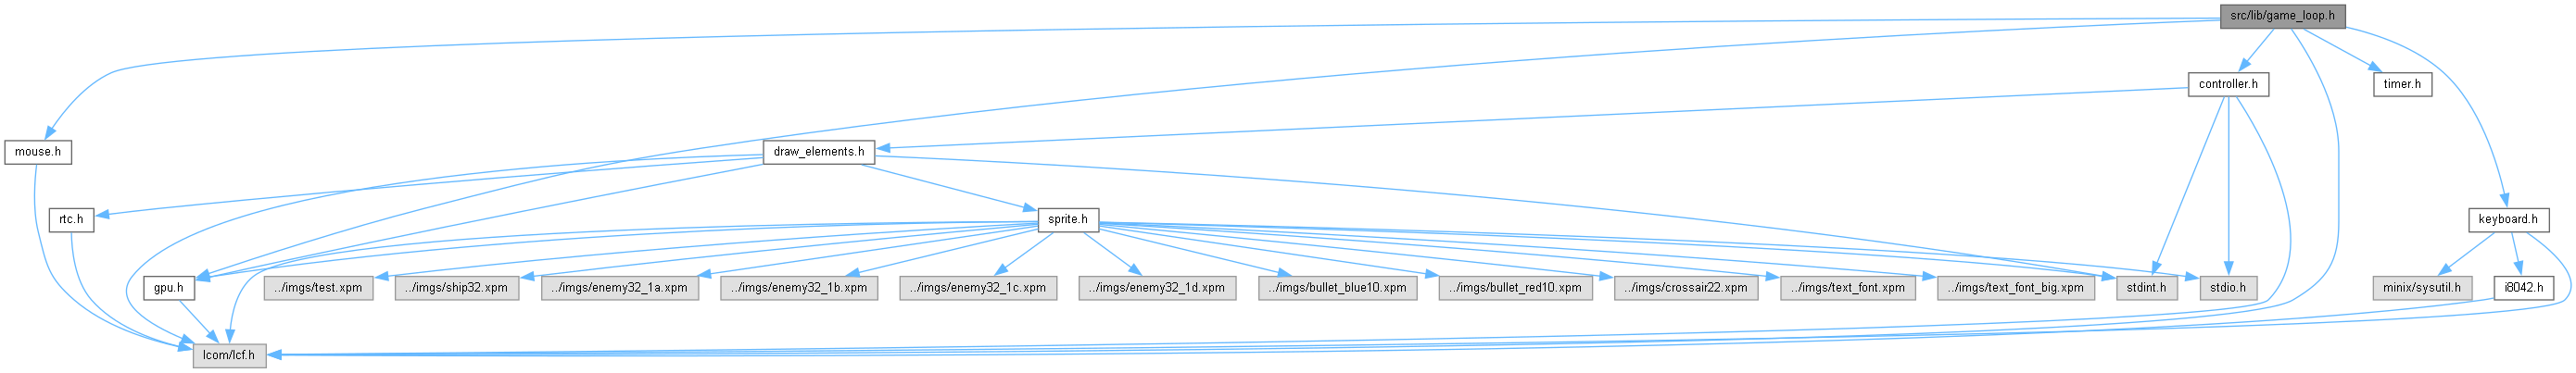 src/lib/game_loop.h
controller.h
timer.h
mouse.h
draw_elements.h
rtc.h
sprite.h
keyboard.h
gpu.h
../imgs/test.xpm
../imgs/ship32.xpm
../imgs/enemy32_1a.xpm
../imgs/enemy32_1b.xpm
../imgs/enemy32_1c.xpm
../imgs/enemy32_1d.xpm
../imgs/bullet_blue10.xpm
../imgs/bullet_red10.xpm
../imgs/crossair22.xpm
../imgs/text_font.xpm
../imgs/text_font_big.xpm
stdint.h
stdio.h
minix/sysutil.h
i8042.h
lcom/lcf.h